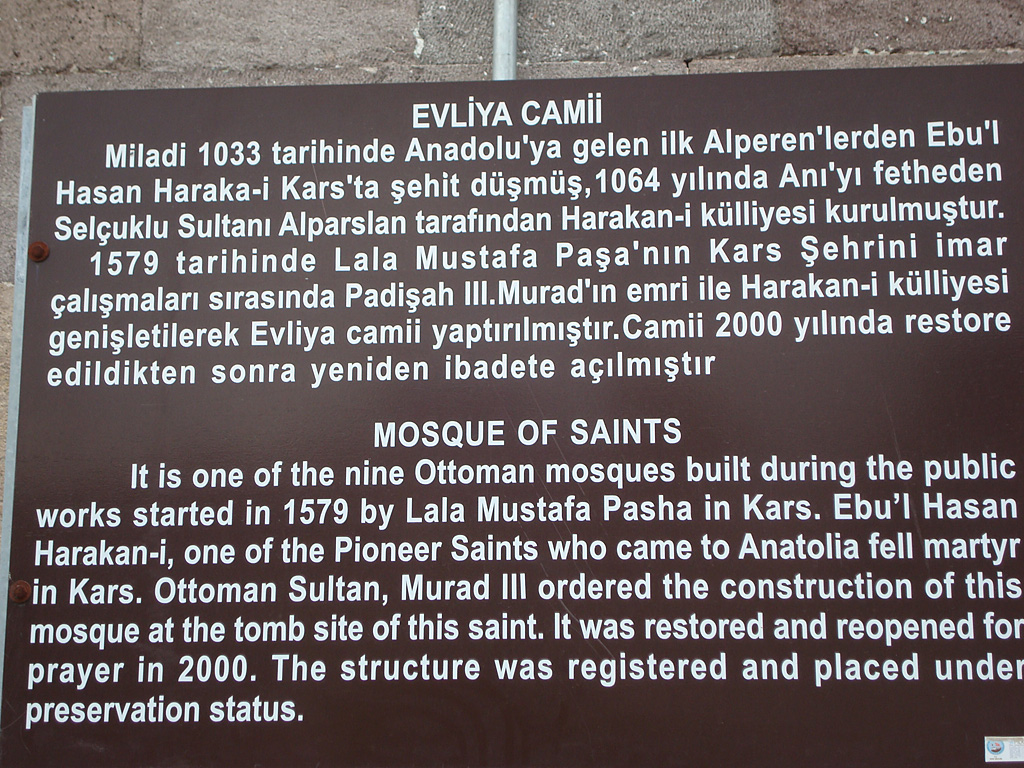 EVLİYA CAMİİ
Miladi 1033 tarihinde Anadolu'ya gelen ilk Alperen'lerden Ebu'l
Hasan Haraka-i Kars'ta şehit düşmüş,1064 yılında Anı'yı fetheden
Selçuklu Sultanı Alparslan tarafından Harakan-i külliyesi kurulmuştur.
1579 tarihinde Lala Mustafa Paşa'nın Kars Şehrini imar
çalışmaları sırasında Padişah III.Murad'ın emri ile Harakan-i külliyesi
genişletilerek Evliya camii yaptırılmıştır.Camii 2000 yılında restore
edildikten sonra yeniden ibadete açılmıştır
MOSQUE OF SAINTS
It is one of the nine Ottoman mosques built during the public
works started in 1579 by Lala Mustafa Pasha in Kars. Ebu’l Hasan
Harakan-i, one of the Pioneer Saints who came to Anatolia fell martyr
in Kars. Ottoman Sultan, Murad III ordered the construction of this
mosque at the tomb site of this saint. It was restored and reopened for
prayer in 2000. The structure was registered and placed under
preservation status.